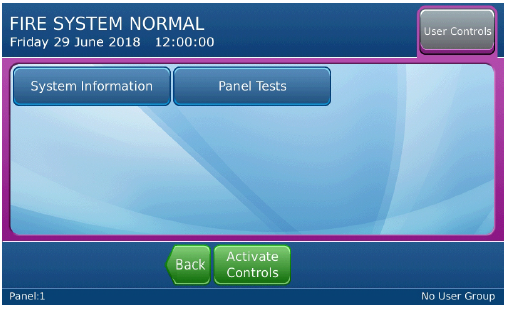 FIRE SYSTEM NORMAL
Friday 29 June 2018 12:00:00
User Controls
System Information
Panel Tests
Back
Activate
Controls
Panel:1
No User Group